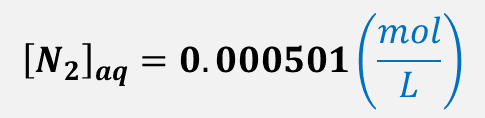 [N₂]aq = 0.000501 (mol/L)